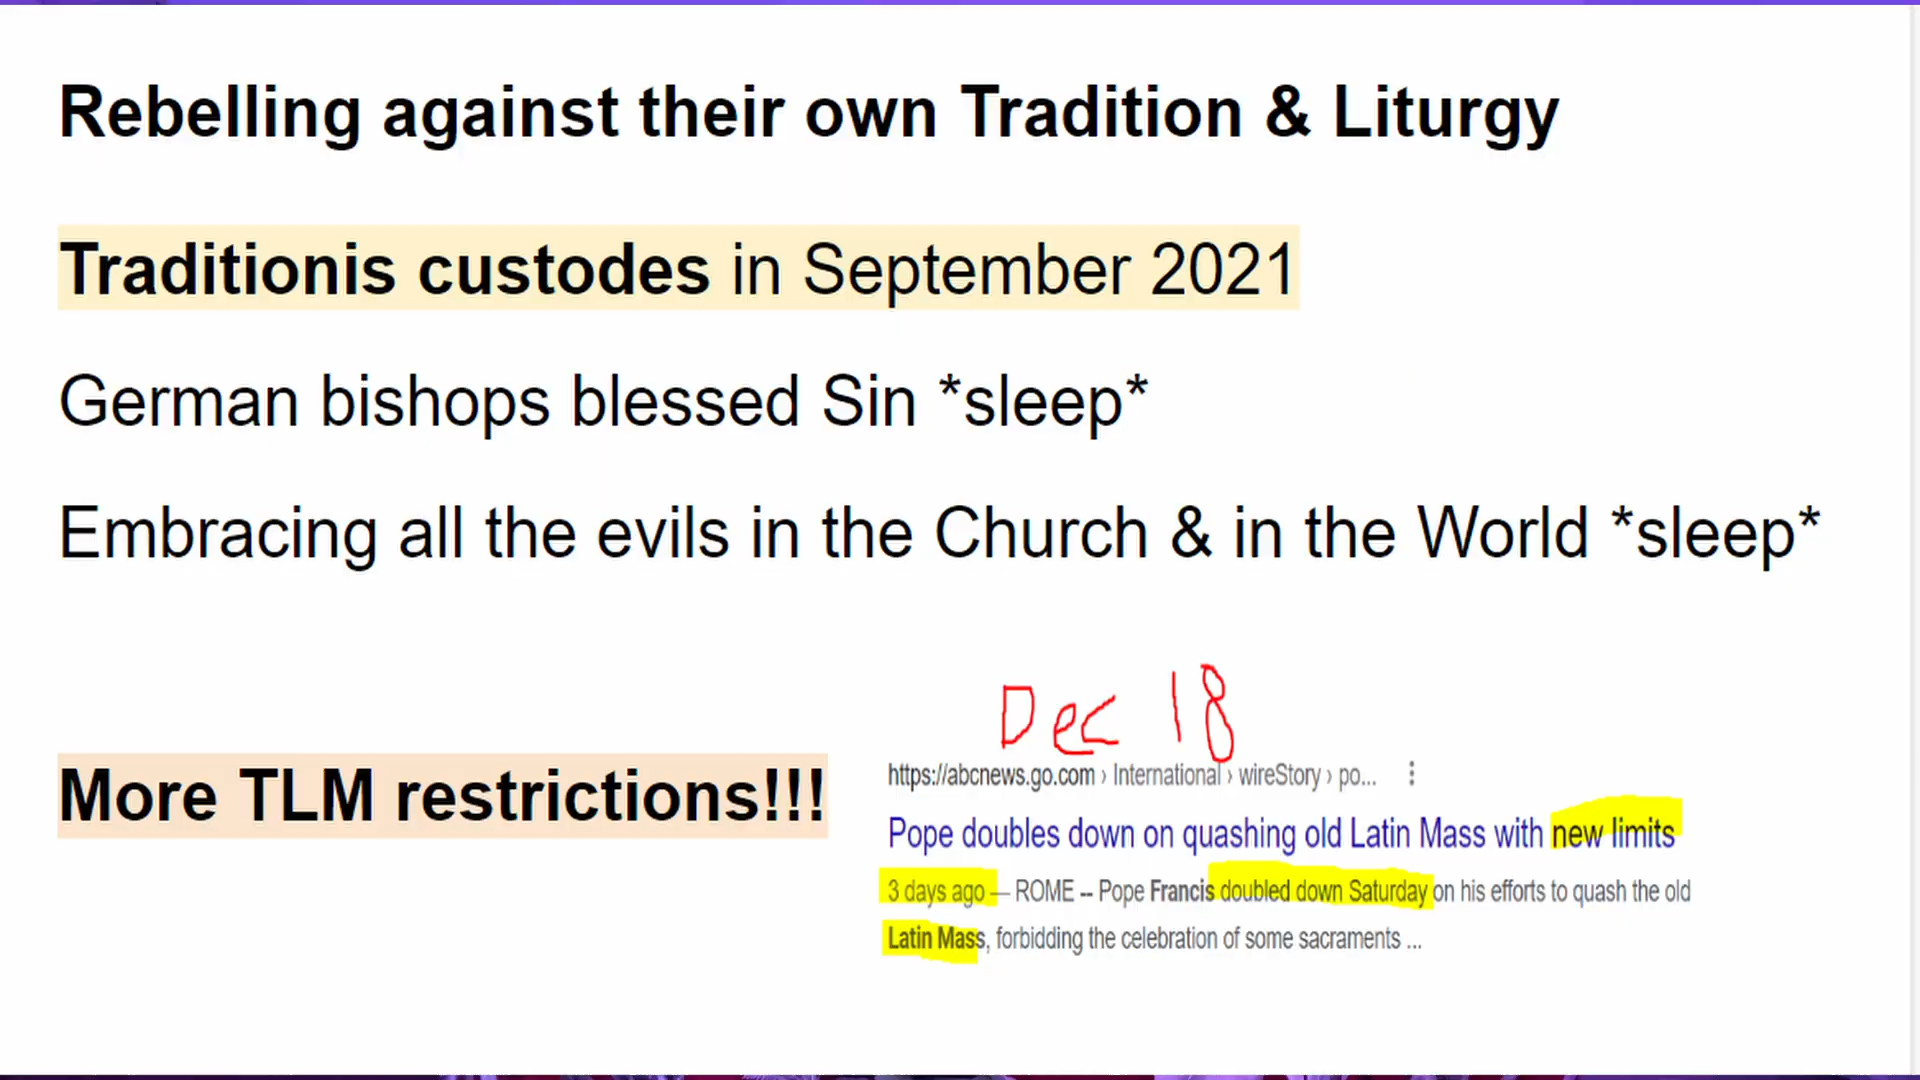 Rebelling against their own Tradition & Liturgy
Traditionis custodes in September 2021
German bishops blessed Sin *sleep*
Embracing all the evils in the Church & in the World *sleep*
More TLM restrictions!!!
Dec 18
https://abcnews.go.com › International › wireStory › po...
Pope doubles down on quashing old Latin Mass with new limits
3 days ago — ROME -- Pope Francis doubled down Saturday on his efforts to quash the old
Latin Mass, forbidding the celebration of some sacraments ...